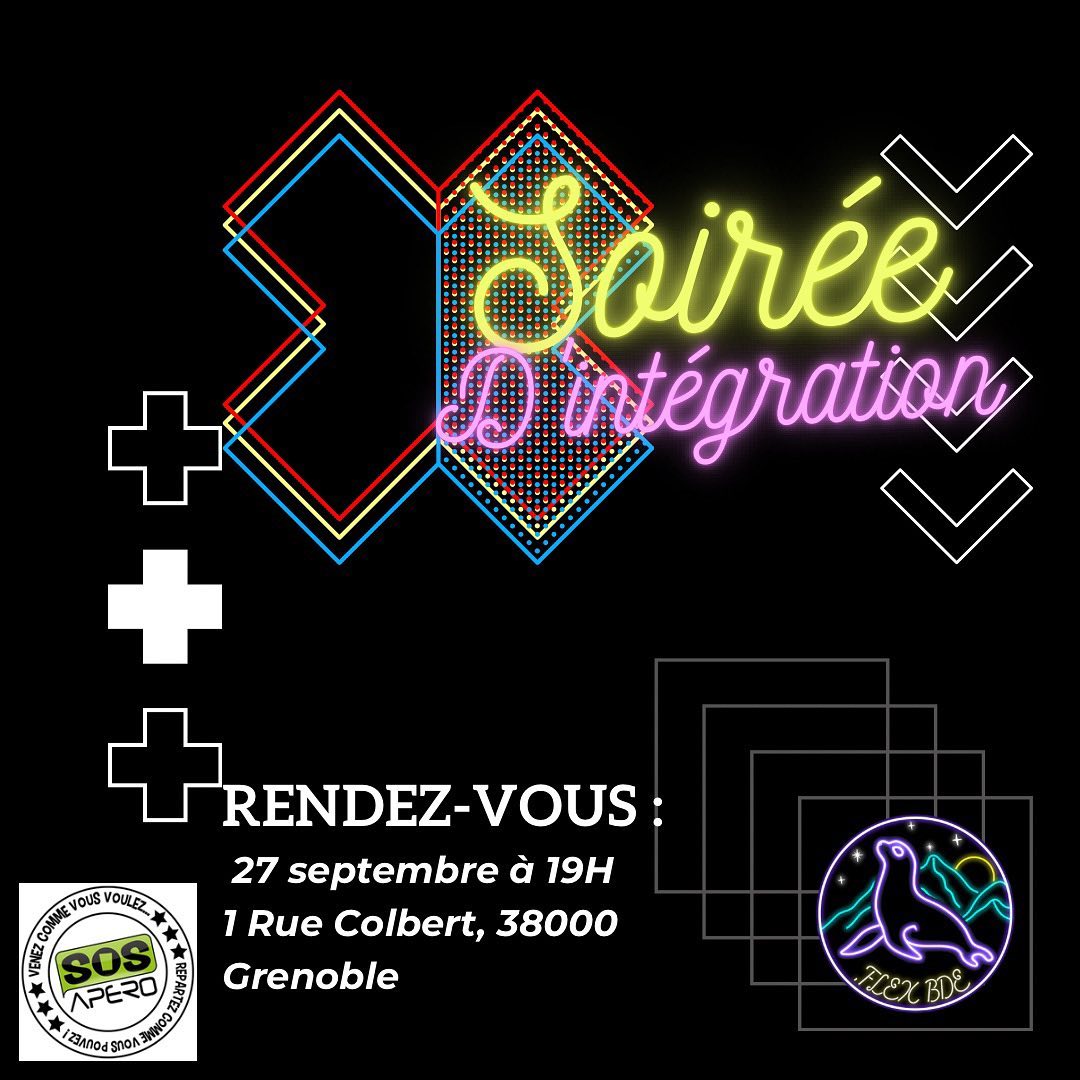 Soirée
D'intégration
RENDEZ-VOUS :
27 septembre à 19H
1 Rue Colbert, 38000
Grenoble
VENEZ COMME VOUS VOULEZ...
SOS
APERO
REPARTEZ COMME VOUS POUVEZ !
.FLEX BDE